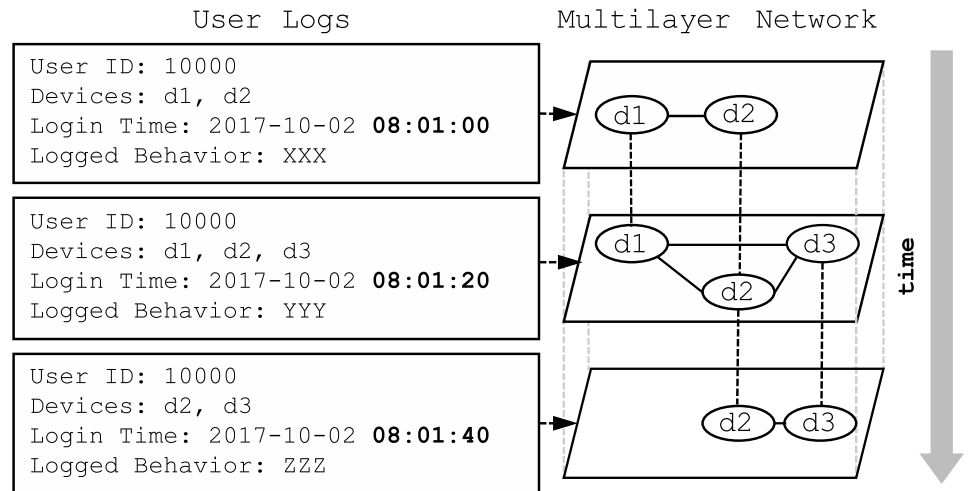 User Logs
Multilayer Network
User ID: 10000
Devices: d1, d2
Login Time: 2017-10-02 08:01:00
Logged Behavior: XXX
d1
d2
User ID: 10000
Devices: d1, d2, d3
Login Time: 2017-10-02 08:01:20
Logged Behavior: YYY
d1
d3
d2
time
User ID: 10000
Devices: d2, d3
Login Time: 2017-10-02 08:01:40
Logged Behavior: ZZZ
d2
d3